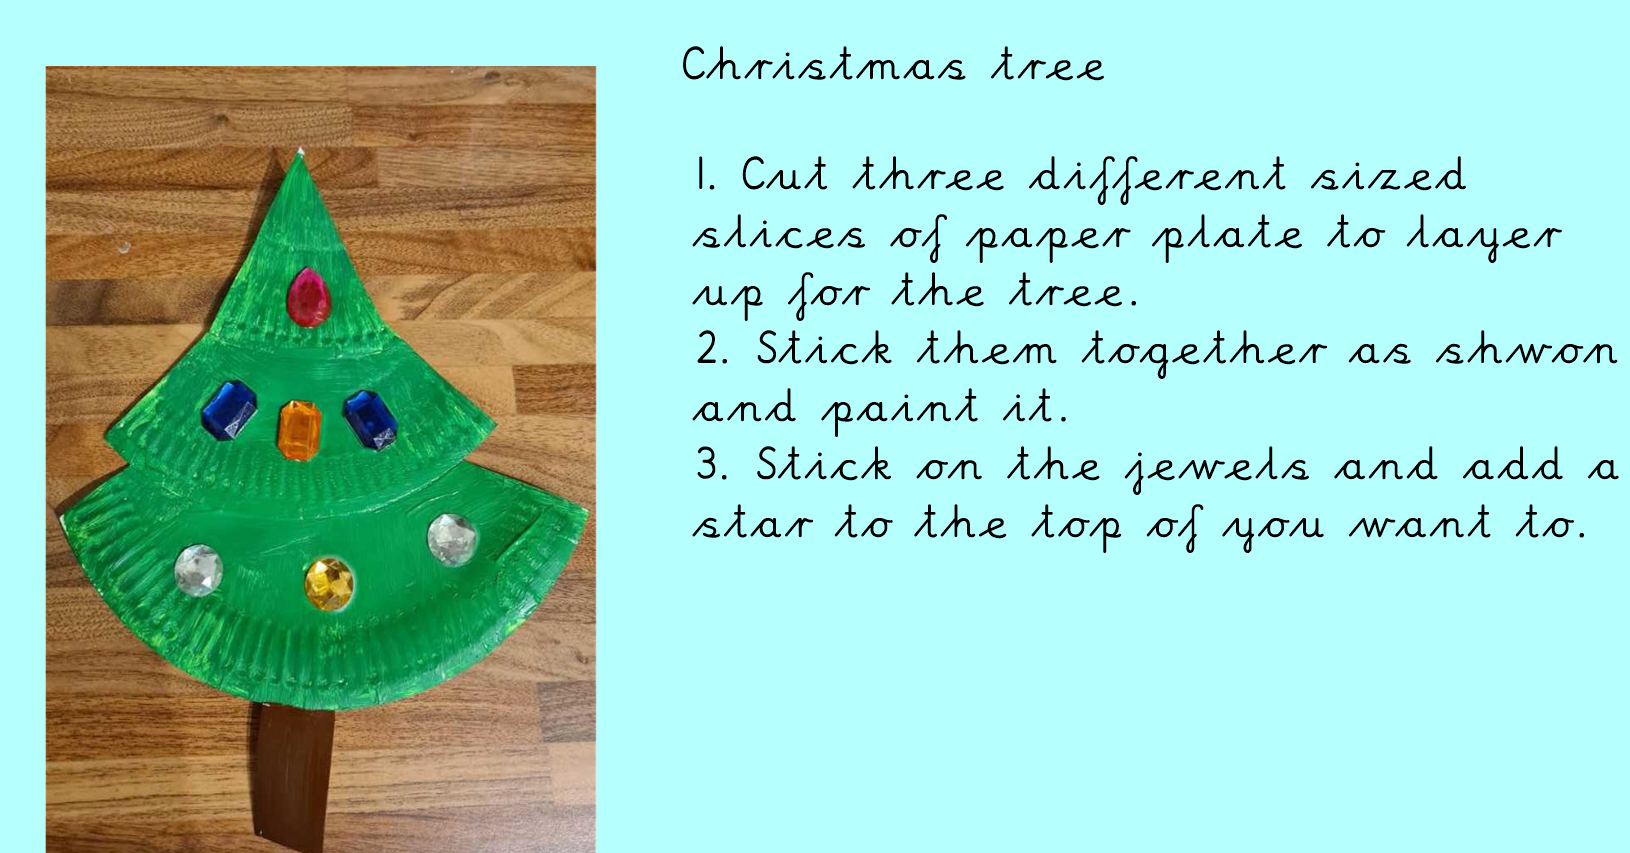 Christmas tree
1. Cut three different sized
slices of paper plate to layer
up for the tree.
2. Stick them together as shwon
and paint it.
3. Stick on the jewels and add a
star to the top of you want to.